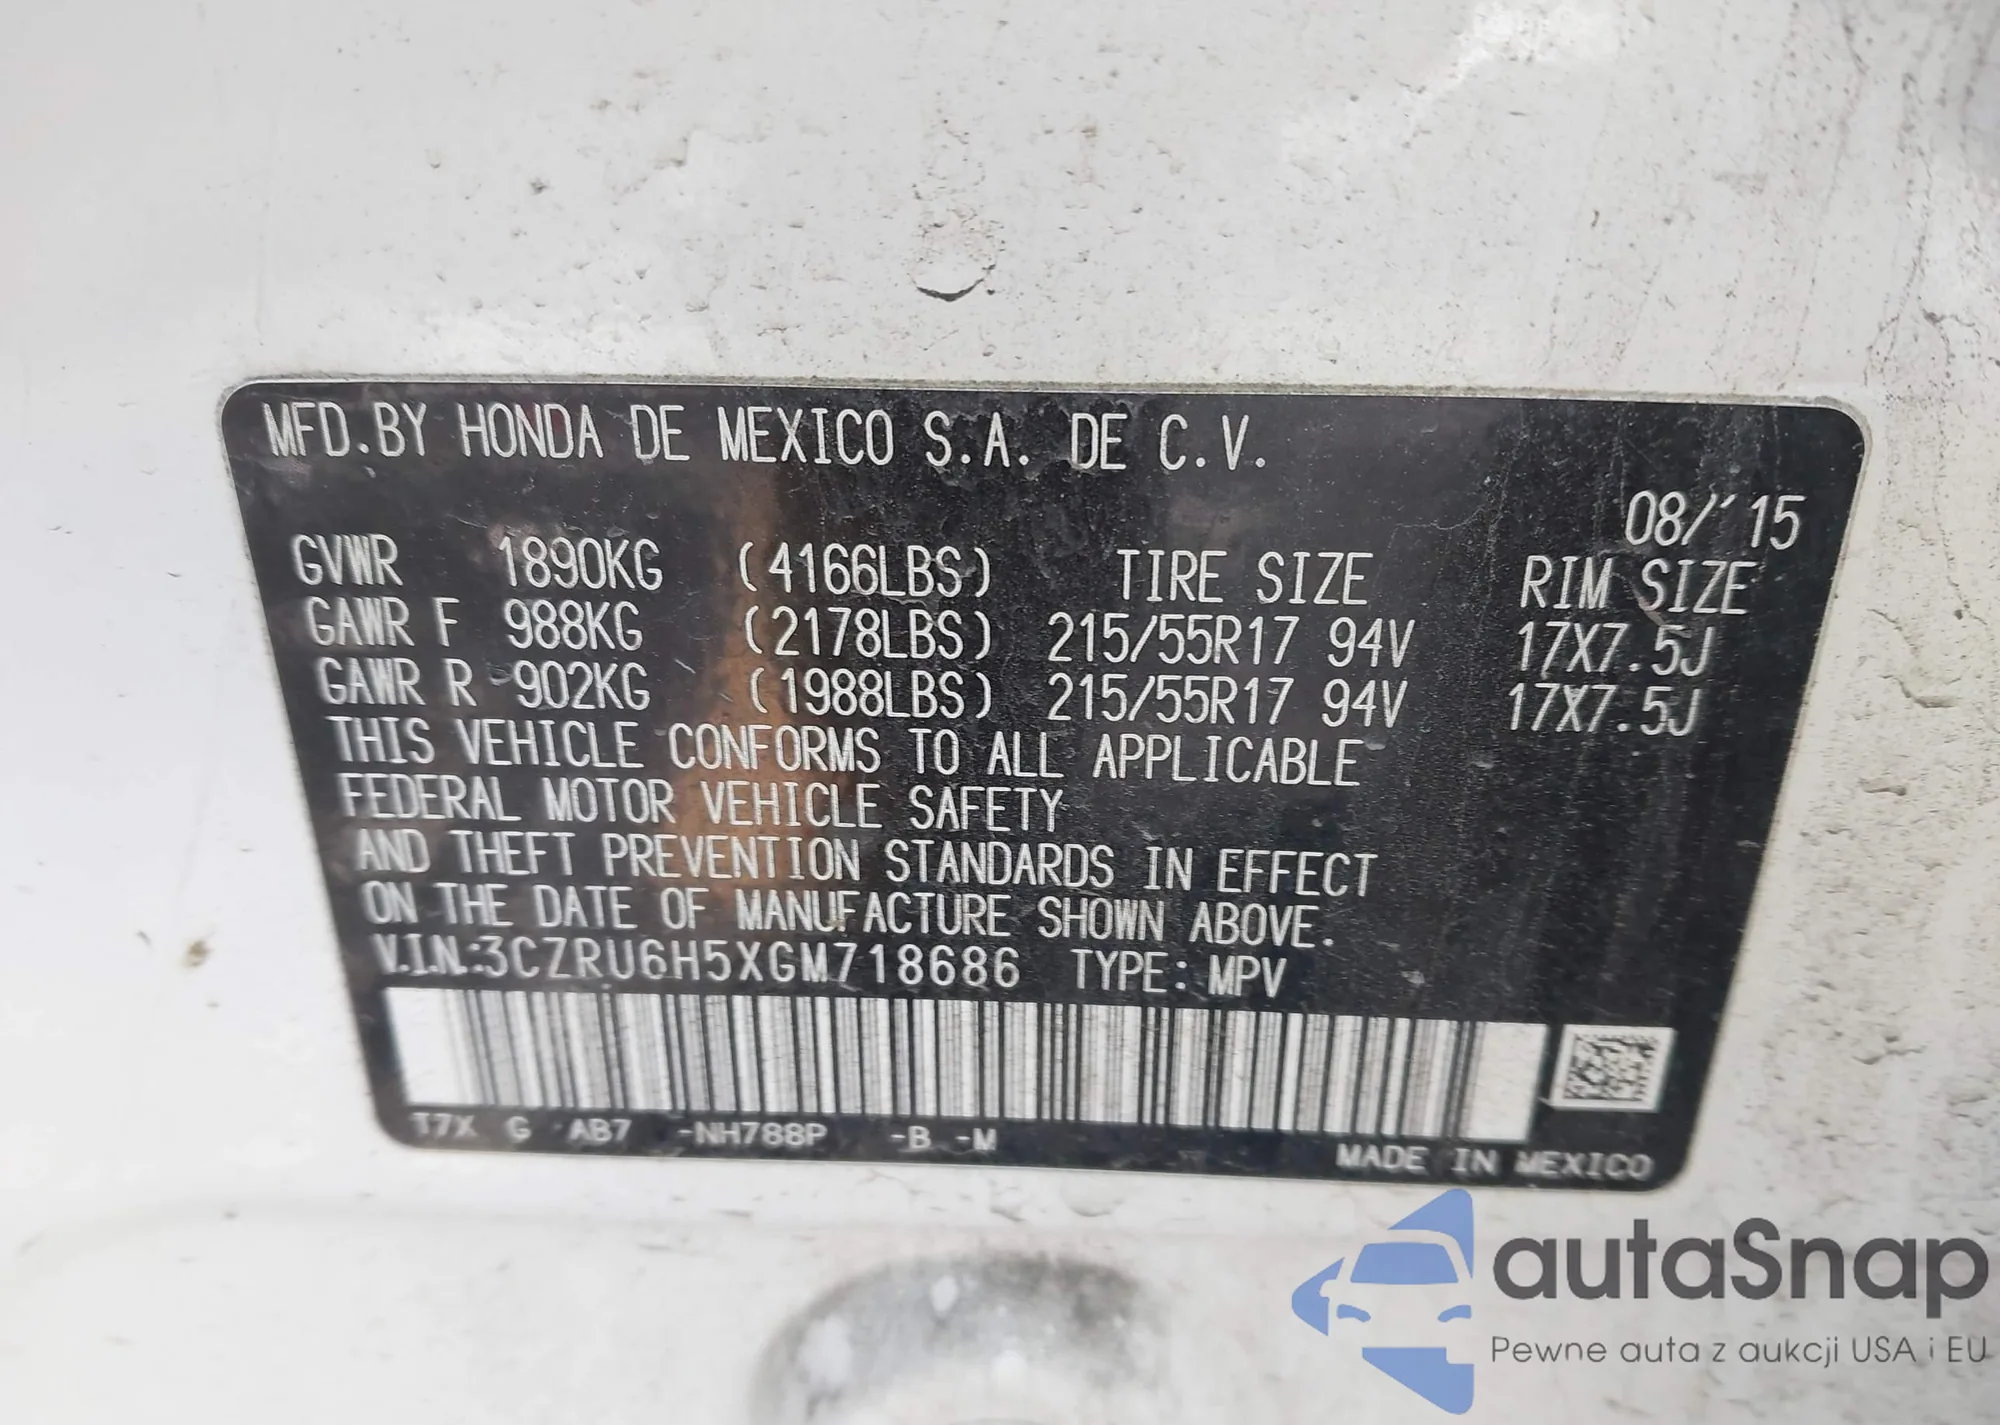 MFD.BY HONDA DE MEXICO S.A. DE C.V.
08/'15
GVWR 1890KG (4166LBS) TIRE SIZE RIM SIZE
GAWR F 988KG (2178LBS) 215/55R17 94V 17X7.5J
GAWR R 902KG (1988LBS) 215/55R17 94V 17X7.5J
THIS VEHICLE CONFORMS TO ALL APPLICABLE
FEDERAL MOTOR VEHICLE SAFETY
AND THEFT PREVENTION STANDARDS IN EFFECT
ON THE DATE OF MANUFACTURE SHOWN ABOVE.
V.I.N.:3CZRU6H5XGM718686 TYPE: MPV
T7X G AB7 -NH788P -B -M
MADE IN MEXICO
autaSnap
Pewne auta z aukcji USA i EU